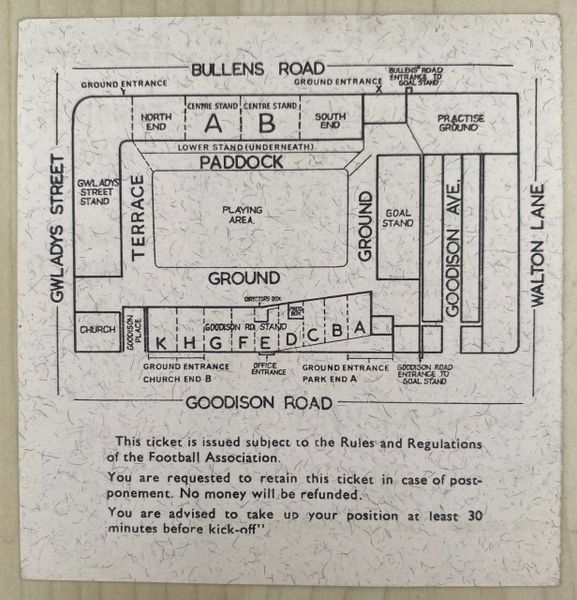 BULLENS ROAD
GROUND ENTRANCE
GROUND ENTRANCE
BULLENS ROAD
ENTRANCE TO
GOAL STAND
X
NORTH
END
CENTRE STAND
A
CENTRE STAND
B
SOUTH
END
PRACTISE
GROUND
LOWER STAND (UNDERNEATH)
PADDOCK
GWLADYS STREET
GWLADYS
STREET
STAND
TERRACE
PLAYING
AREA
GROUND
GOAL
STAND
GOODISON AVE.
WALTON LANE
GROUND
DIRECTORS BOX
CHURCH
GOODISON
PLACE
GOODISON RD. STAND
K H G F E D C B A
GROUND ENTRANCE
CHURCH END B
OFFICE
ENTRANCE
GROUND ENTRANCE
PARK END A
GOODISON ROAD
ENTRANCE TO
GOAL STAND
GOODISON ROAD
This ticket is issued subject to the Rules and Regulations
of the Football Association.
You are requested to retain this ticket in case of post-
ponement. No money will be refunded.
You are advised to take up your position at least 30
minutes before kick-off"